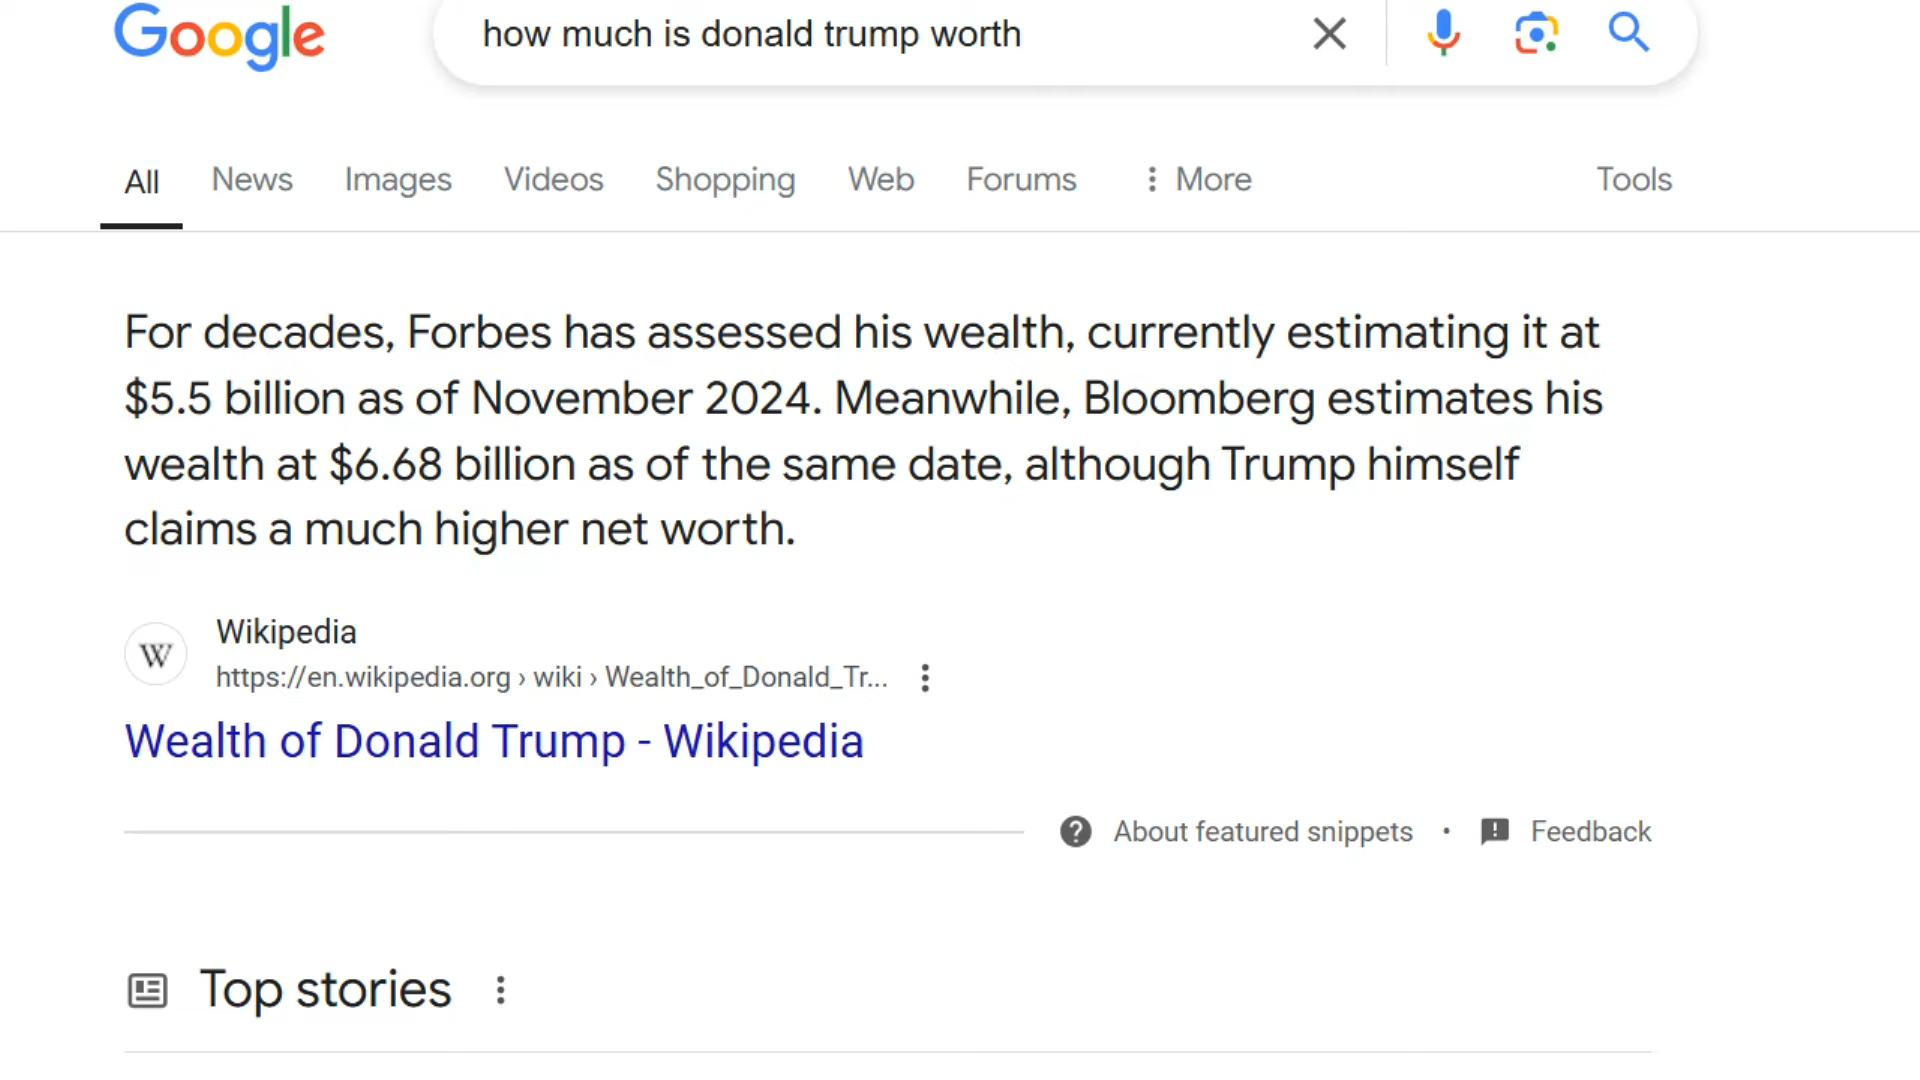 Google
how much is donald trump worth
All News Images Videos Shopping Web Forums More Tools
For decades, Forbes has assessed his wealth, currently estimating it at
$5.5 billion as of November 2024. Meanwhile, Bloomberg estimates his
wealth at $6.68 billion as of the same date, although Trump himself
claims a much higher net worth.
W
Wikipedia
https://en.wikipedia.org › wiki › Wealth_of_Donald_Tr...
Wealth of Donald Trump - Wikipedia
About featured snippets • Feedback
Top stories